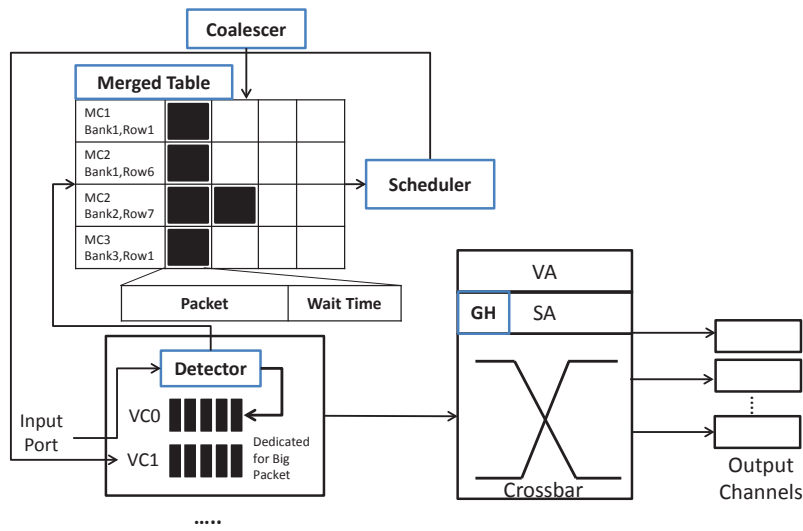 Coalescer
Merged Table
MC1
Bank1,Row1
MC2
Bank1,Row6
MC2
Bank2,Row7
MC3
Bank3,Row1
Scheduler
Packet
Wait Time
Detector
VC0
VC1
Dedicated
for Big
Packet
Input
Port
…..
VA
GH
SA
Crossbar
Output
Channels